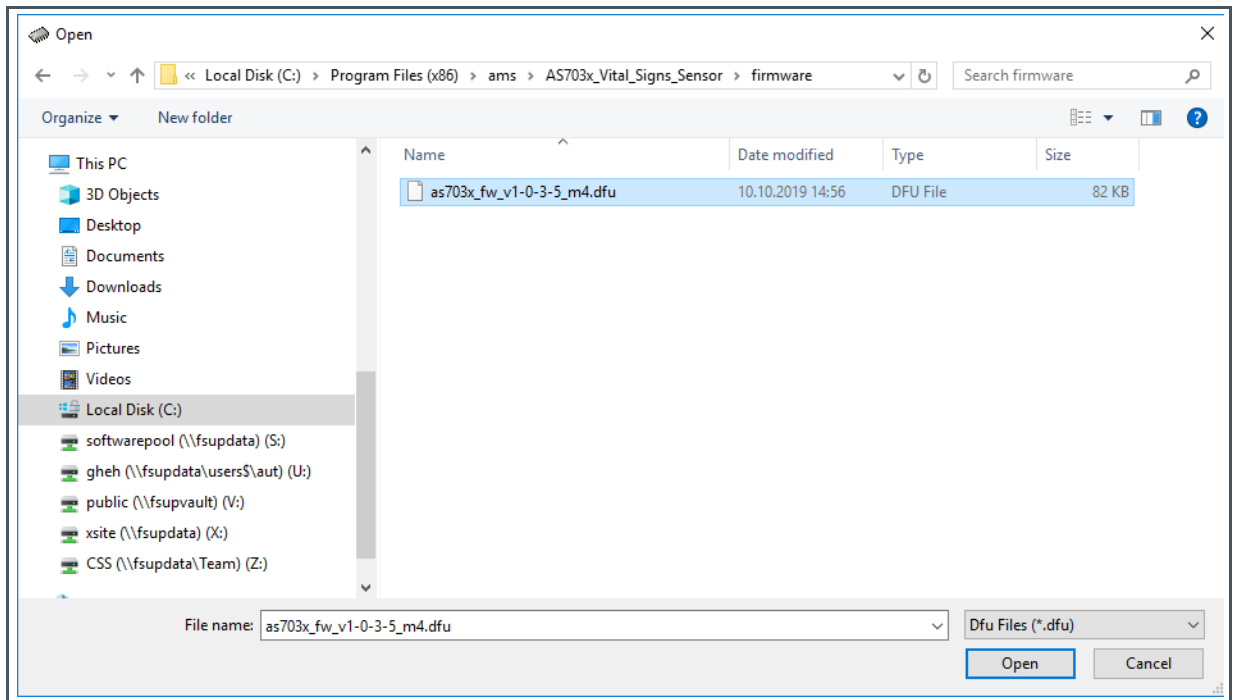 Open
« Local Disk (C:) › Program Files (x86) › ams › AS703x_Vital_Signs_Sensor › firmware
Search firmware
Organize
New folder
Name
Date modified
Type
Size
This PC
3D Objects
Desktop
Documents
Downloads
Music
Pictures
Videos
Local Disk (C:)
softwarepool (\\fsupdata) (S:)
gheh (\\fsupdata\users$\aut) (U:)
public (\\fsupvault) (V:)
xsite (\\fsupdata) (X:)
CSS (\\fsupdata\Team) (Z:)
as703x_fw_v1-0-3-5_m4.dfu 10.10.2019 14:56 DFU File 82 KB
File name: as703x_fw_v1-0-3-5_m4.dfu
Dfu Files (*.dfu)
Open
Cancel